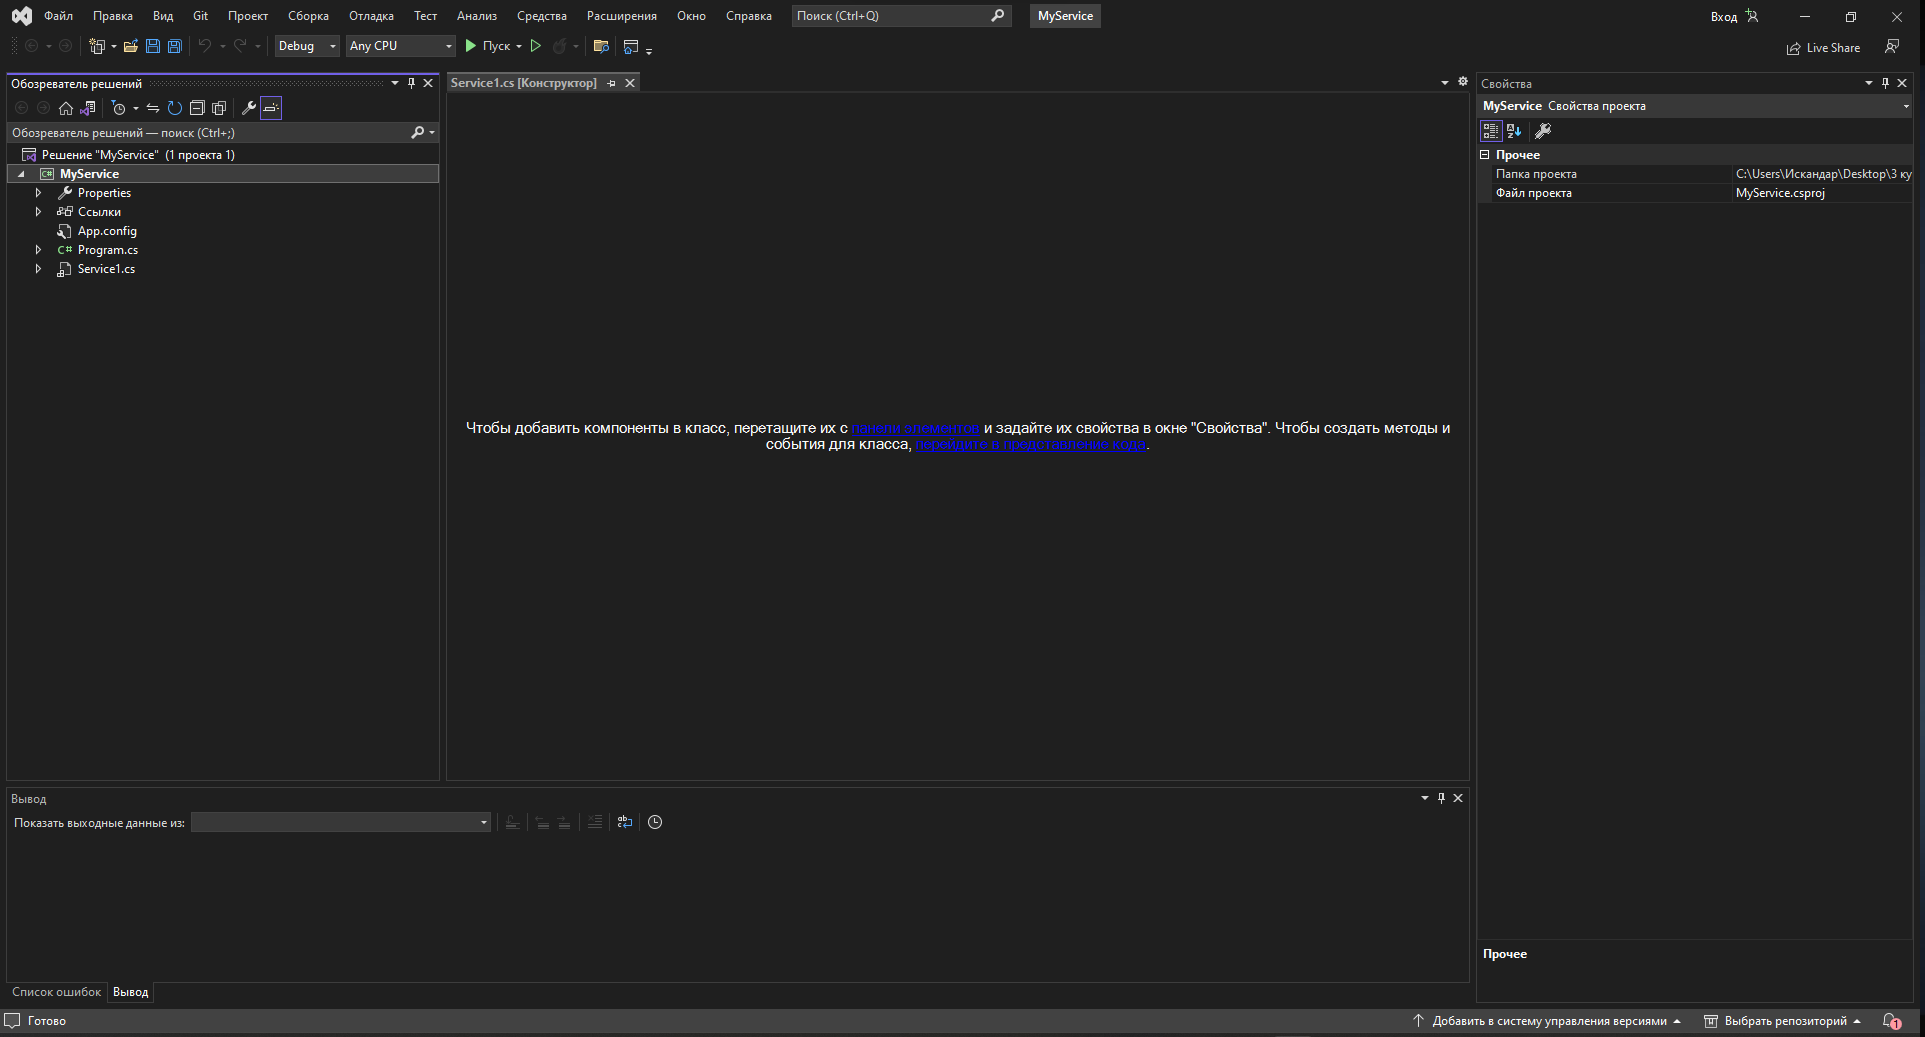 Файл Правка Вид Git Проект Сборка Отладка Тест Анализ Средства Расширения Окно Справка Поиск (Ctrl+Q) MyService Вход
Debug Any CPU Пуск Live Share
Обозреватель решений
Обозреватель решений — поиск (Ctrl+;)
Решение "MyService" (1 проекта 1)
MyService
Properties
Ссылки
App.config
C# Program.cs
Service1.cs
Service1.cs [Конструктор]
Чтобы добавить компоненты в класс, перетащите их с панели элементов и задайте их свойства в окне "Свойства". Чтобы создать методы и
события для класса, перейдите в представление кода.
Свойства
MyService Свойства проекта
Прочее
Папка проекта C:\Users\Искандар\Desktop\3 ку
Файл проекта MyService.csproj
Прочее
Вывод
Показать выходные данные из:
Список ошибок Вывод
Готово Добавить в систему управления версиями Выбрать репозиторий 1